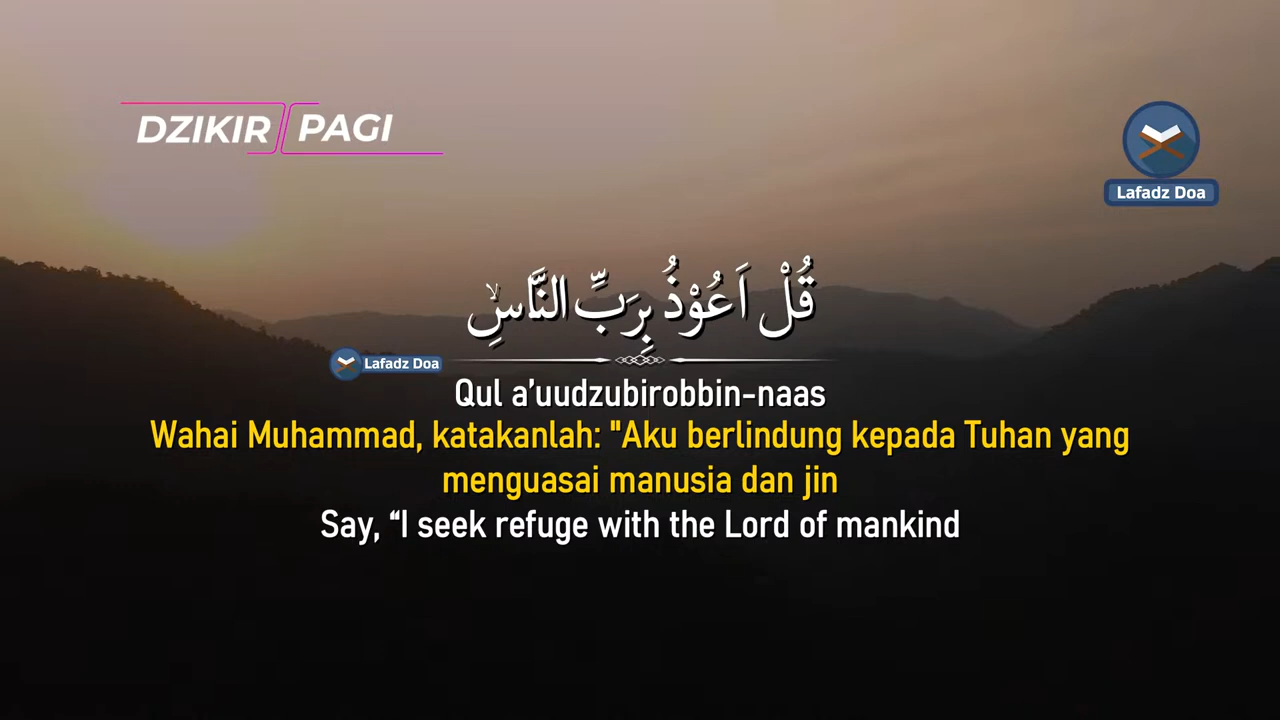 DZIKIR PAGI
Lafadz Doa
قُلْ اَعُوْذُ بِرَبِّ النَّاسِۙ
Lafadz Doa
Qul a’uudzubirobbin-naas
Wahai Muhammad, katakanlah: "Aku berlindung kepada Tuhan yang
menguasai manusia dan jin
Say, “I seek refuge with the Lord of mankind